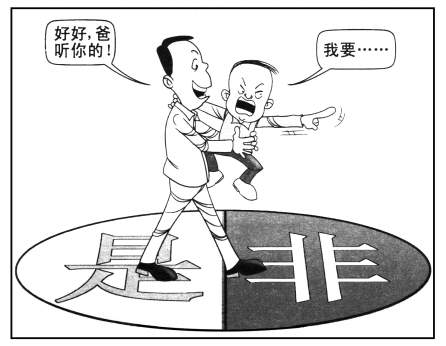 好好,爸
听你的!
我要……
是非